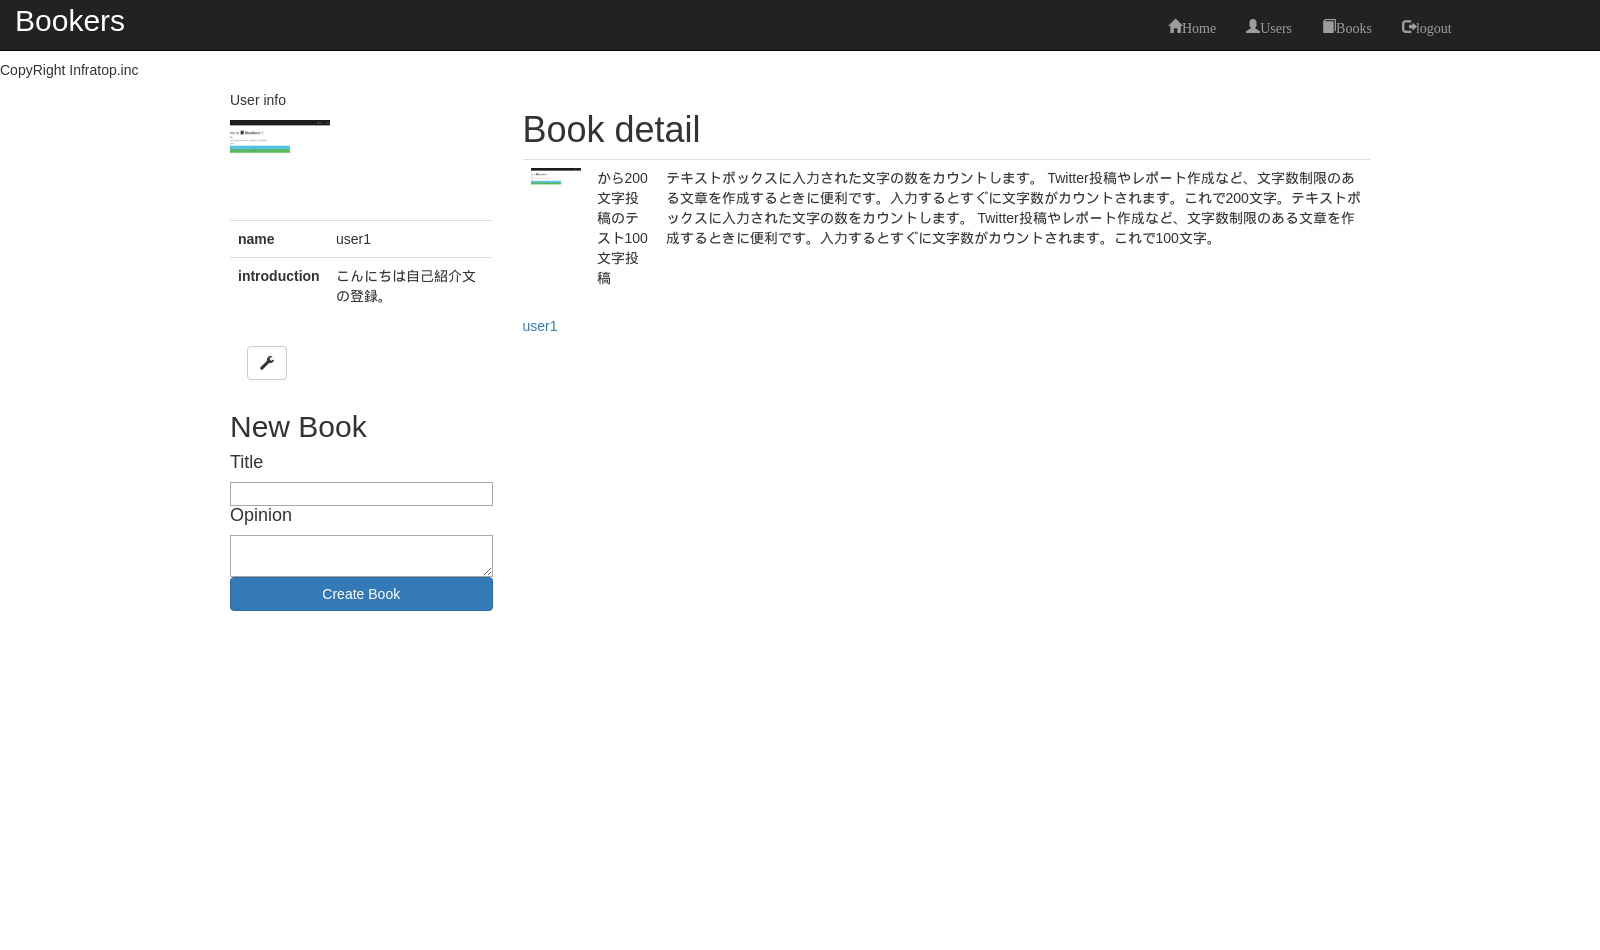 Bookers
Home Users Books logout
CopyRight Infratop.inc
User info
name user1
introduction こんにちは自己紹介文
の登録。
New Book
Title
Opinion
Create Book
Book detail
から200
文字投
稿のテ
スト100
文字投
稿
テキストボックスに入力された文字の数をカウントします。 Twitter投稿やレポート作成など、文字数制限のあ
る文章を作成するときに便利です。入力するとすぐに文字数がカウントされます。これで200文字。テキストボ
ックスに入力された文字の数をカウントします。 Twitter投稿やレポート作成など、文字数制限のある文章を作
成するときに便利です。入力するとすぐに文字数がカウントされます。これで100文字。
user1